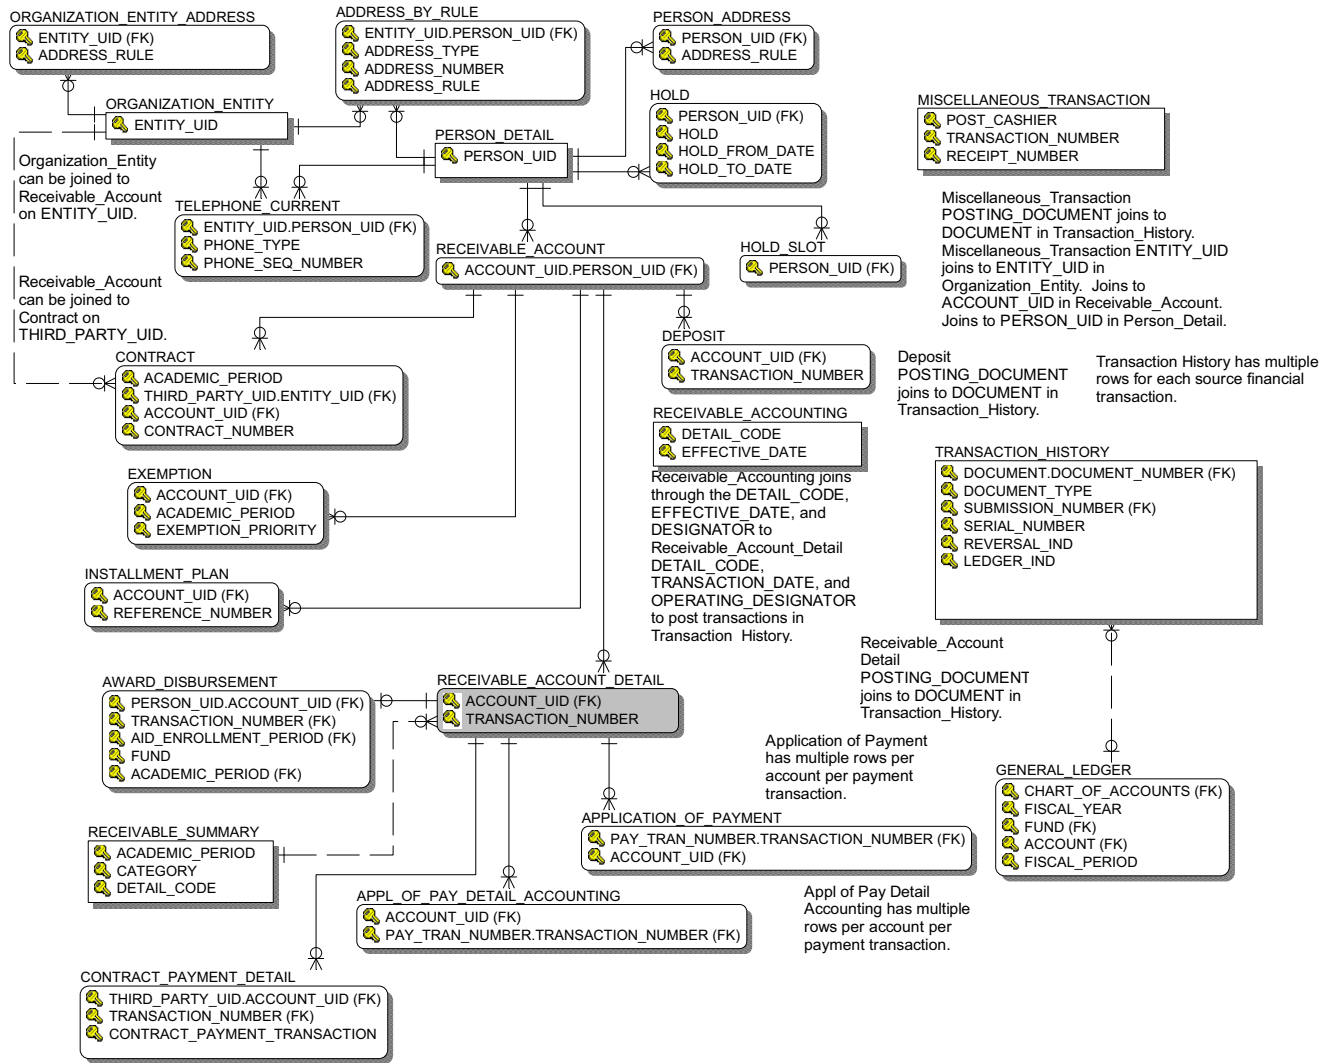 ORGANIZATION_ENTITY_ADDRESS
ENTITY_UID (FK)
ADDRESS_RULE
ADDRESS_BY_RULE
ENTITY_UID.PERSON_UID (FK)
ADDRESS_TYPE
ADDRESS_NUMBER
ADDRESS_RULE
PERSON_ADDRESS
PERSON_UID (FK)
ADDRESS_RULE
ORGANIZATION_ENTITY
ENTITY_UID
HOLD
PERSON_UID (FK)
HOLD
HOLD_FROM_DATE
HOLD_TO_DATE
MISCELLANEOUS_TRANSACTION
POST_CASHIER
TRANSACTION_NUMBER
RECEIPT_NUMBER
PERSON_DETAIL
PERSON_UID
Organization_Entity
can be joined to
Receivable_Account
on ENTITY_UID.
TELEPHONE_CURRENT
ENTITY_UID.PERSON_UID (FK)
PHONE_TYPE
PHONE_SEQ_NUMBER
Miscellaneous_Transaction
POSTING_DOCUMENT joins to
DOCUMENT in Transaction_History.
Miscellaneous_Transaction ENTITY_UID
joins to ENTITY_UID in
Organization_Entity.  Joins to
ACCOUNT_UID in Receivable_Account.
Joins to PERSON_UID in Person_Detail.
RECEIVABLE_ACCOUNT
ACCOUNT_UID.PERSON_UID (FK)
HOLD_SLOT
PERSON_UID (FK)
Receivable_Account
can be joined to
Contract on
THIRD_PARTY_UID.
DEPOSIT
ACCOUNT_UID (FK)
TRANSACTION_NUMBER
CONTRACT
ACADEMIC_PERIOD
THIRD_PARTY_UID.ENTITY_UID (FK)
ACCOUNT_UID (FK)
CONTRACT_NUMBER
Deposit
POSTING_DOCUMENT
joins to DOCUMENT in
Transaction_History.
Transaction History has multiple
rows for each source financial
transaction.
RECEIVABLE_ACCOUNTING
DETAIL_CODE
EFFECTIVE_DATE
Receivable_Accounting joins
through the DETAIL_CODE,
EFFECTIVE_DATE, and
DESIGNATOR to
Receivable_Account_Detail
DETAIL_CODE,
TRANSACTION_DATE, and
OPERATING_DESIGNATOR
to post transactions in
Transaction_History.
TRANSACTION_HISTORY
DOCUMENT.DOCUMENT_NUMBER (FK)
DOCUMENT_TYPE
SUBMISSION_NUMBER (FK)
SERIAL_NUMBER
REVERSAL_IND
LEDGER_IND
EXEMPTION
ACCOUNT_UID (FK)
ACADEMIC_PERIOD
EXEMPTION_PRIORITY
INSTALLMENT_PLAN
ACCOUNT_UID (FK)
REFERENCE_NUMBER
Receivable_Account
Detail
POSTING_DOCUMENT
joins to DOCUMENT in
Transaction_History.
AWARD_DISBURSEMENT
PERSON_UID.ACCOUNT_UID (FK)
TRANSACTION_NUMBER (FK)
AID_ENROLLMENT_PERIOD (FK)
FUND
ACADEMIC_PERIOD (FK)
RECEIVABLE_ACCOUNT_DETAIL
ACCOUNT_UID (FK)
TRANSACTION_NUMBER
Application of Payment
has multiple rows per
account per payment
transaction.
GENERAL_LEDGER
CHART_OF_ACCOUNTS (FK)
FISCAL_YEAR
FUND (FK)
ACCOUNT (FK)
FISCAL_PERIOD
APPLICATION_OF_PAYMENT
PAY_TRAN_NUMBER.TRANSACTION_NUMBER (FK)
ACCOUNT_UID (FK)
RECEIVABLE_SUMMARY
ACADEMIC_PERIOD
CATEGORY
DETAIL_CODE
APPL_OF_PAY_DETAIL_ACCOUNTING
ACCOUNT_UID (FK)
PAY_TRAN_NUMBER.TRANSACTION_NUMBER (FK)
Appl of Pay Detail
Accounting has multiple
rows per account per
payment transaction.
CONTRACT_PAYMENT_DETAIL
THIRD_PARTY_UID.ACCOUNT_UID (FK)
TRANSACTION_NUMBER (FK)
CONTRACT_PAYMENT_TRANSACTION